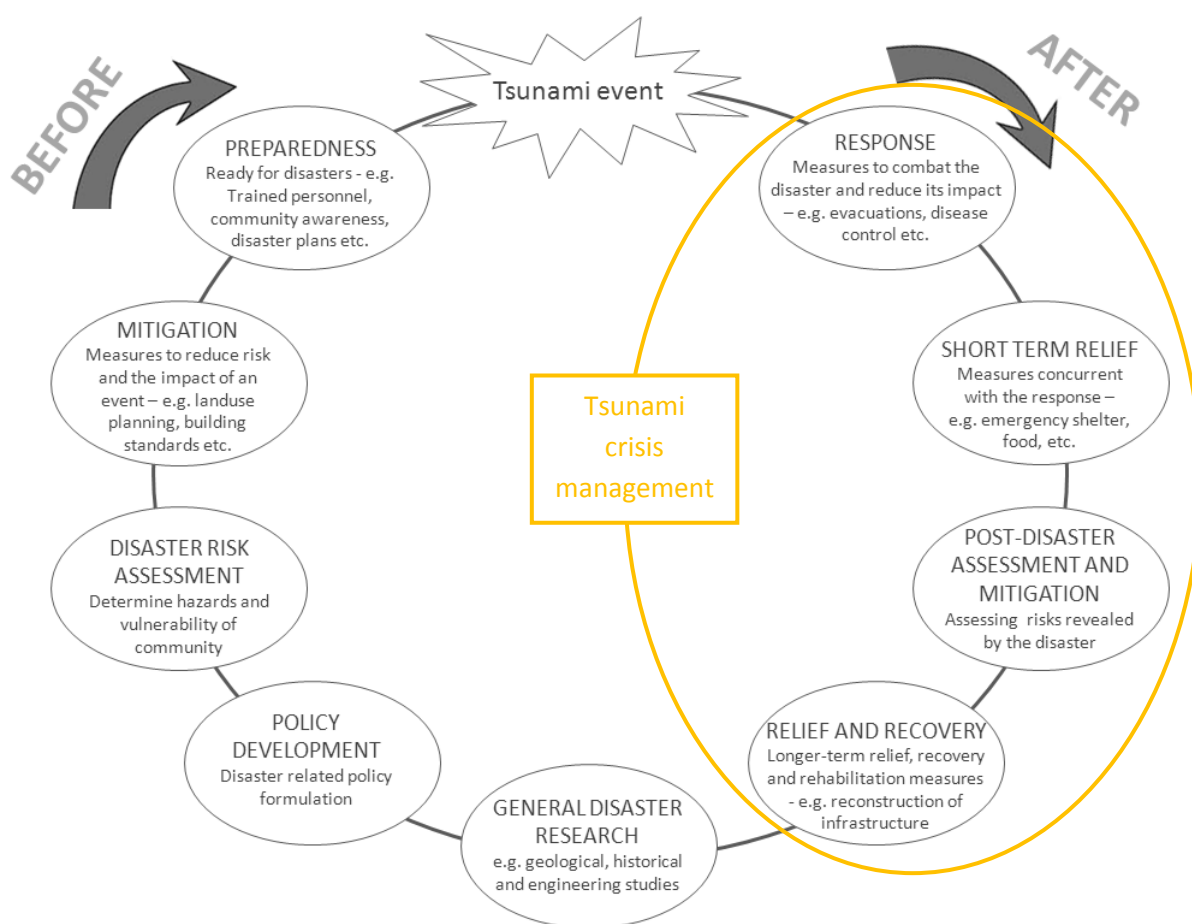 BEFORE
Tsunami event
AFTER
PREPAREDNESS
Ready for disasters - e.g.
Trained personnel,
community awareness,
disaster plans etc.
RESPONSE
Measures to combat the
disaster and reduce its impact
– e.g. evacuations, disease
control etc.
MITIGATION
Measures to reduce risk
and the impact of an
event – e.g. landuse
planning, building
standards etc.
SHORT TERM RELIEF
Measures concurrent
with the response –
e.g. emergency shelter,
food, etc.
Tsunami
crisis
management
DISASTER RISK
ASSESSMENT
Determine hazards and
vulnerability of
community
POST-DISASTER
ASSESSMENT AND
MITIGATION
Assessing risks revealed
by the disaster
POLICY
DEVELOPMENT
Disaster related policy
formulation
RELIEF AND RECOVERY
Longer-term relief, recovery
and rehabilitation measures
- e.g. reconstruction of
infrastructure
GENERAL DISASTER
RESEARCH
e.g. geological, historical
and engineering studies